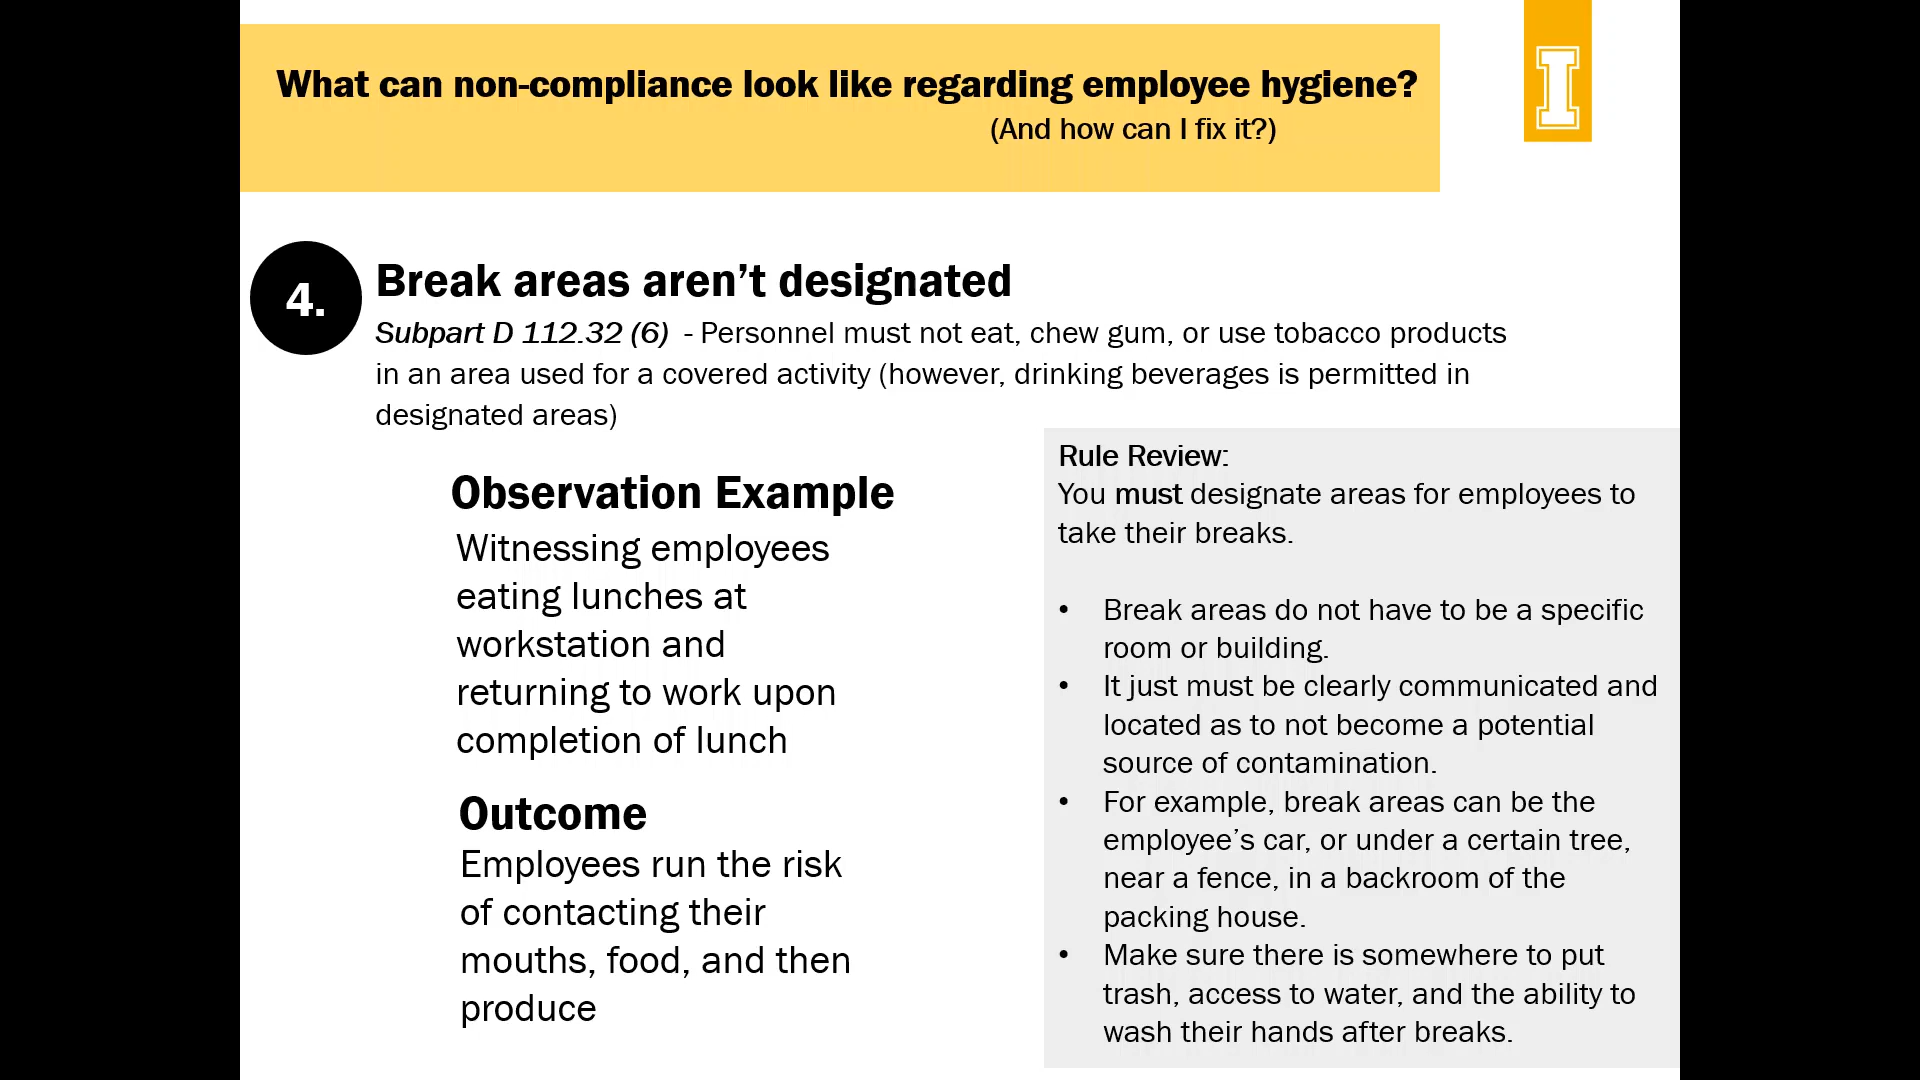 What can non-compliance look like regarding employee hygiene?
(And how can I fix it?)
I
4.
Break areas aren’t designated
Subpart D 112.32 (6) - Personnel must not eat, chew gum, or use tobacco products
in an area used for a covered activity (however, drinking beverages is permitted in
designated areas)
Observation Example
Witnessing employees
eating lunches at
workstation and
returning to work upon
completion of lunch
Outcome
Employees run the risk
of contacting their
mouths, food, and then
produce
Rule Review:
You must designate areas for employees to
take their breaks.
• Break areas do not have to be a specific
room or building.
• It just must be clearly communicated and
located as to not become a potential
source of contamination.
• For example, break areas can be the
employee’s car, or under a certain tree,
near a fence, in a backroom of the
packing house.
• Make sure there is somewhere to put
trash, access to water, and the ability to
wash their hands after breaks.